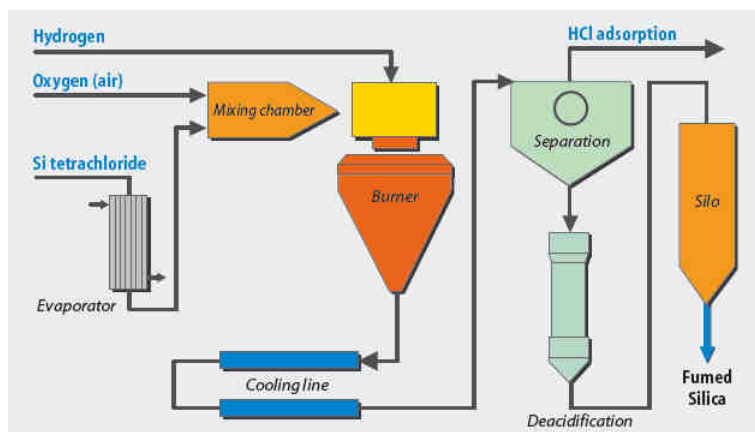 Hydrogen
HCl adsorption
Oxygen (air)
Mixing chamber
Separation
Si tetrachloride
Burner
Silo
Evaporator
Cooling line
Fumed
Silica
Deacidification